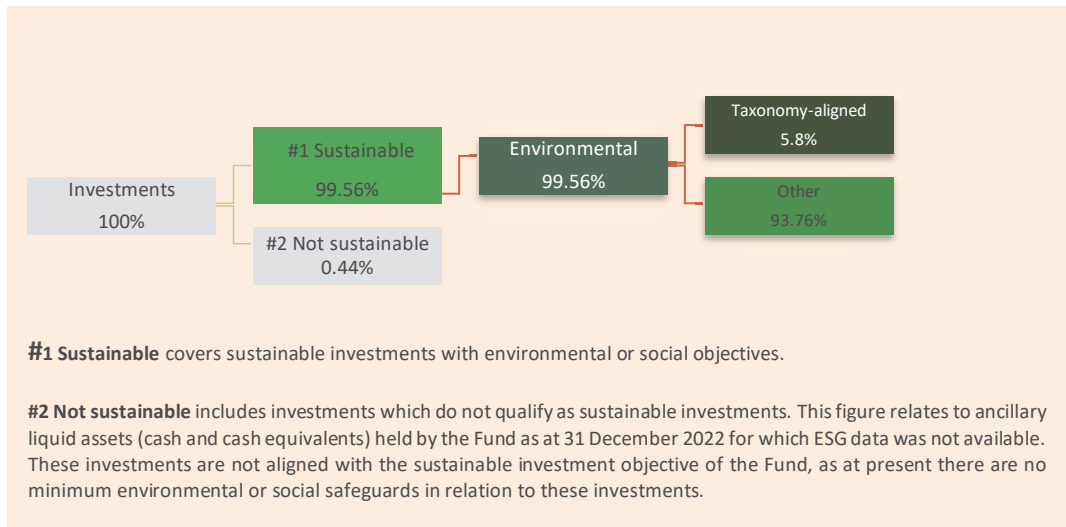 Investments
100%
#1 Sustainable
99.56%
#2 Not sustainable
0.44%
Environmental
99.56%
Taxonomy-aligned
5.8%
Other
93.76%
#1 Sustainable covers sustainable investments with environmental or social objectives.
#2 Not sustainable includes investments which do not qualify as sustainable investments. This figure relates to ancillary
liquid assets (cash and cash equivalents) held by the Fund as at 31 December 2022 for which ESG data was not available.
These investments are not aligned with the sustainable investment objective of the Fund, as at present there are no
minimum environmental or social safeguards in relation to these investments.